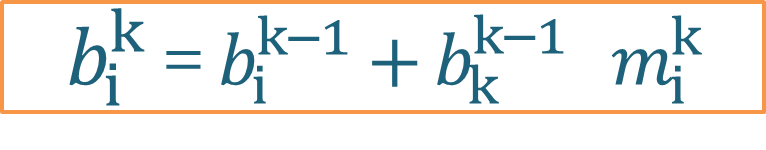 b_i^k = b_i^{k−1} + b_k^{k−1} m_i^k